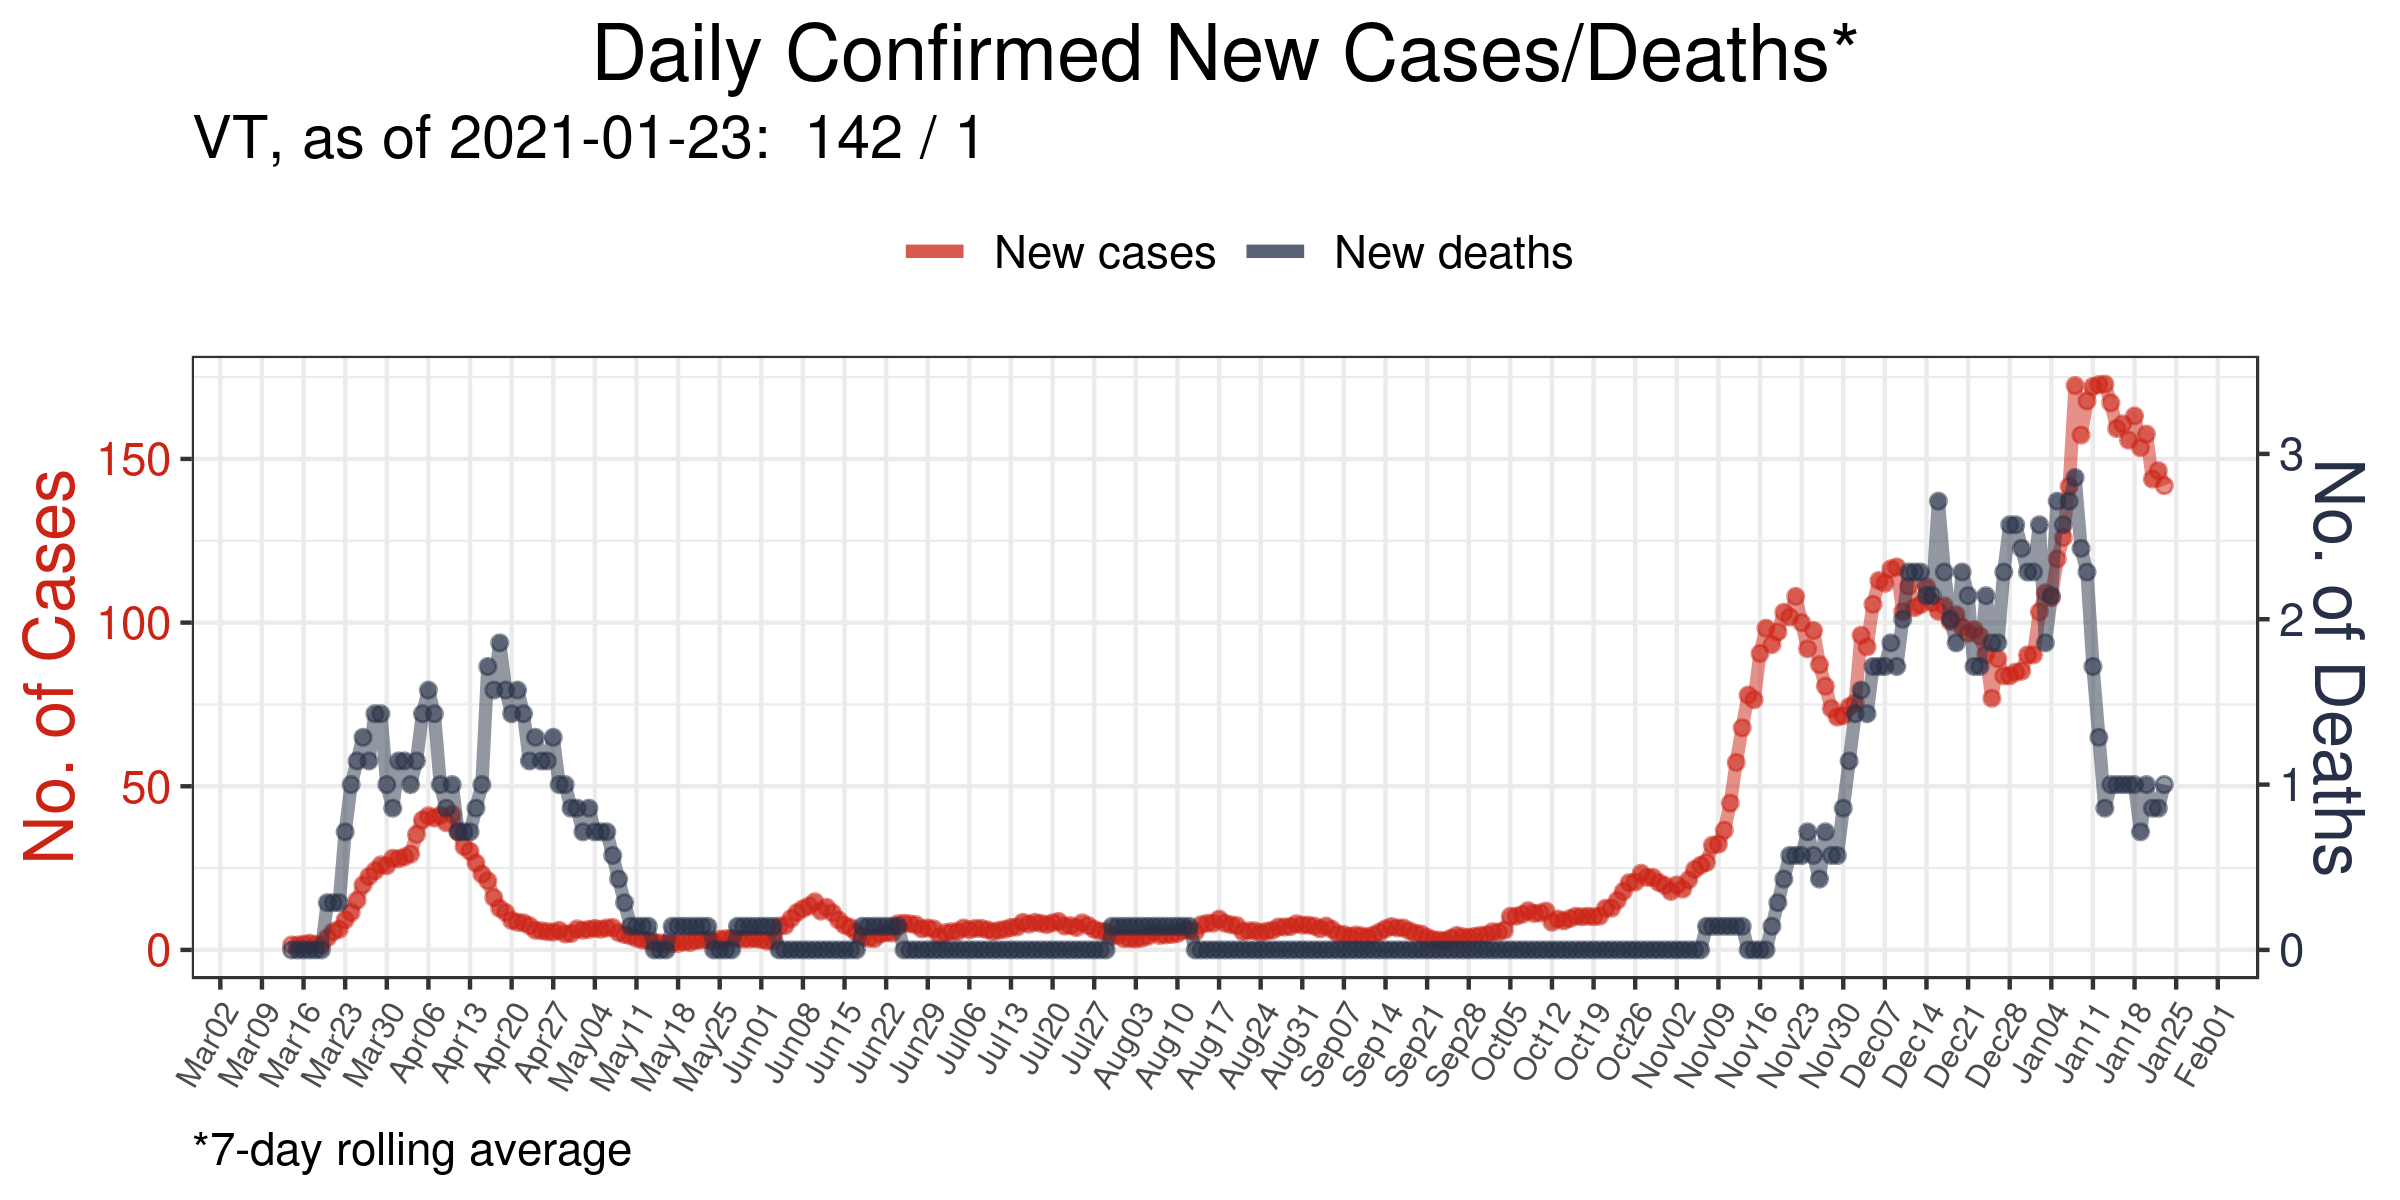 Daily Confirmed New Cases/Deaths*
VT, as of 2021-01-23:  142 / 1
New cases
New deaths
No. of Cases
150
100
50
0
3
2
1
0
No. of Deaths
Mar02
Mar09
Mar16
Mar23
Mar30
Apr06
Apr13
Apr20
Apr27
May04
May11
May18
May25
Jun01
Jun08
Jun15
Jun22
Jun29
Jul06
Jul13
Jul20
Jul27
Aug03
Aug10
Aug17
Aug24
Aug31
Sep07
Sep14
Sep21
Sep28
Oct05
Oct12
Oct19
Oct26
Nov02
Nov09
Nov16
Nov23
Nov30
Dec07
Dec14
Dec21
Dec28
Jan04
Jan11
Jan18
Jan25
Feb01
*7-day rolling average